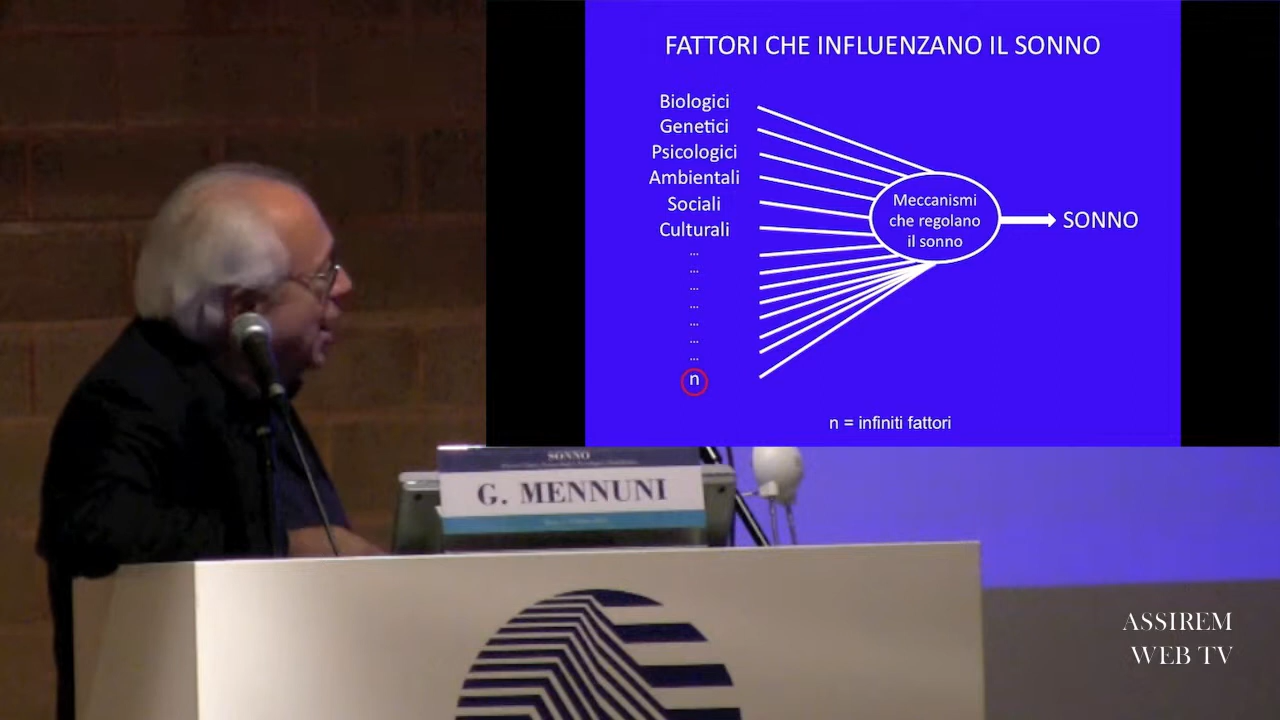 FATTORI CHE INFLUENZANO IL SONNO
Biologici
Genetici
Psicologici
Ambientali
Sociali
Culturali
...
...
...
...
...
...
...
n
Meccanismi
che regolano
il sonno
SONNO
n = infiniti fattori
SONNO
G. MENNUNI
ASSIREM
WEB TV